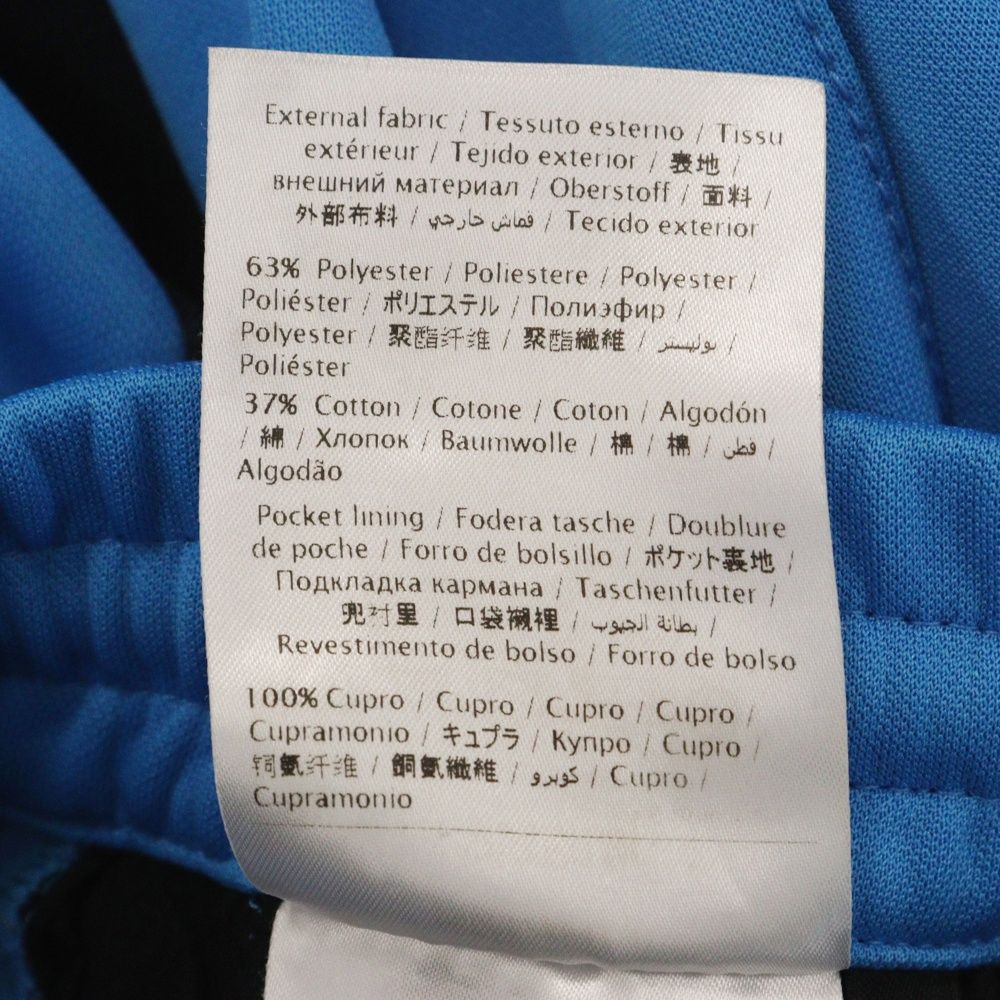 External fabric / Tessuto esterno / Tissu
extérieur / Tejido exterior / 表地 /
внешний материал / Oberstoff / 面料 /
外部布料 / قماش خارجي / Tecido exterior
63% Polyester / Poliestere / Polyester /
Poliéster / ポリエステル / Полиэфир /
Polyester / 聚酯纤维 / 聚酯纖維 / بوليستر /
Poliéster
37% Cotton / Cotone / Coton / Algodón
/ 綿 / Хлопок / Baumwolle / 棉 / 棉 / قطن /
Algodão
Pocket lining / Fodera tasche / Doublure
de poche / Forro de bolsillo / ポケット裏地 /
Подкладка кармана / Taschenfutter /
兜衬里 / 口袋襯裡 / بطانة الجيوب /
Revestimento de bolso / Forro de bolso
100% Cupro / Cupro / Cupro / Cupro /
Cupramonio / キュプラ / Купро / Cupro /
铜氨纤维 / 銅氨纖維 / كوبرو / Cupro /
Cupramonio